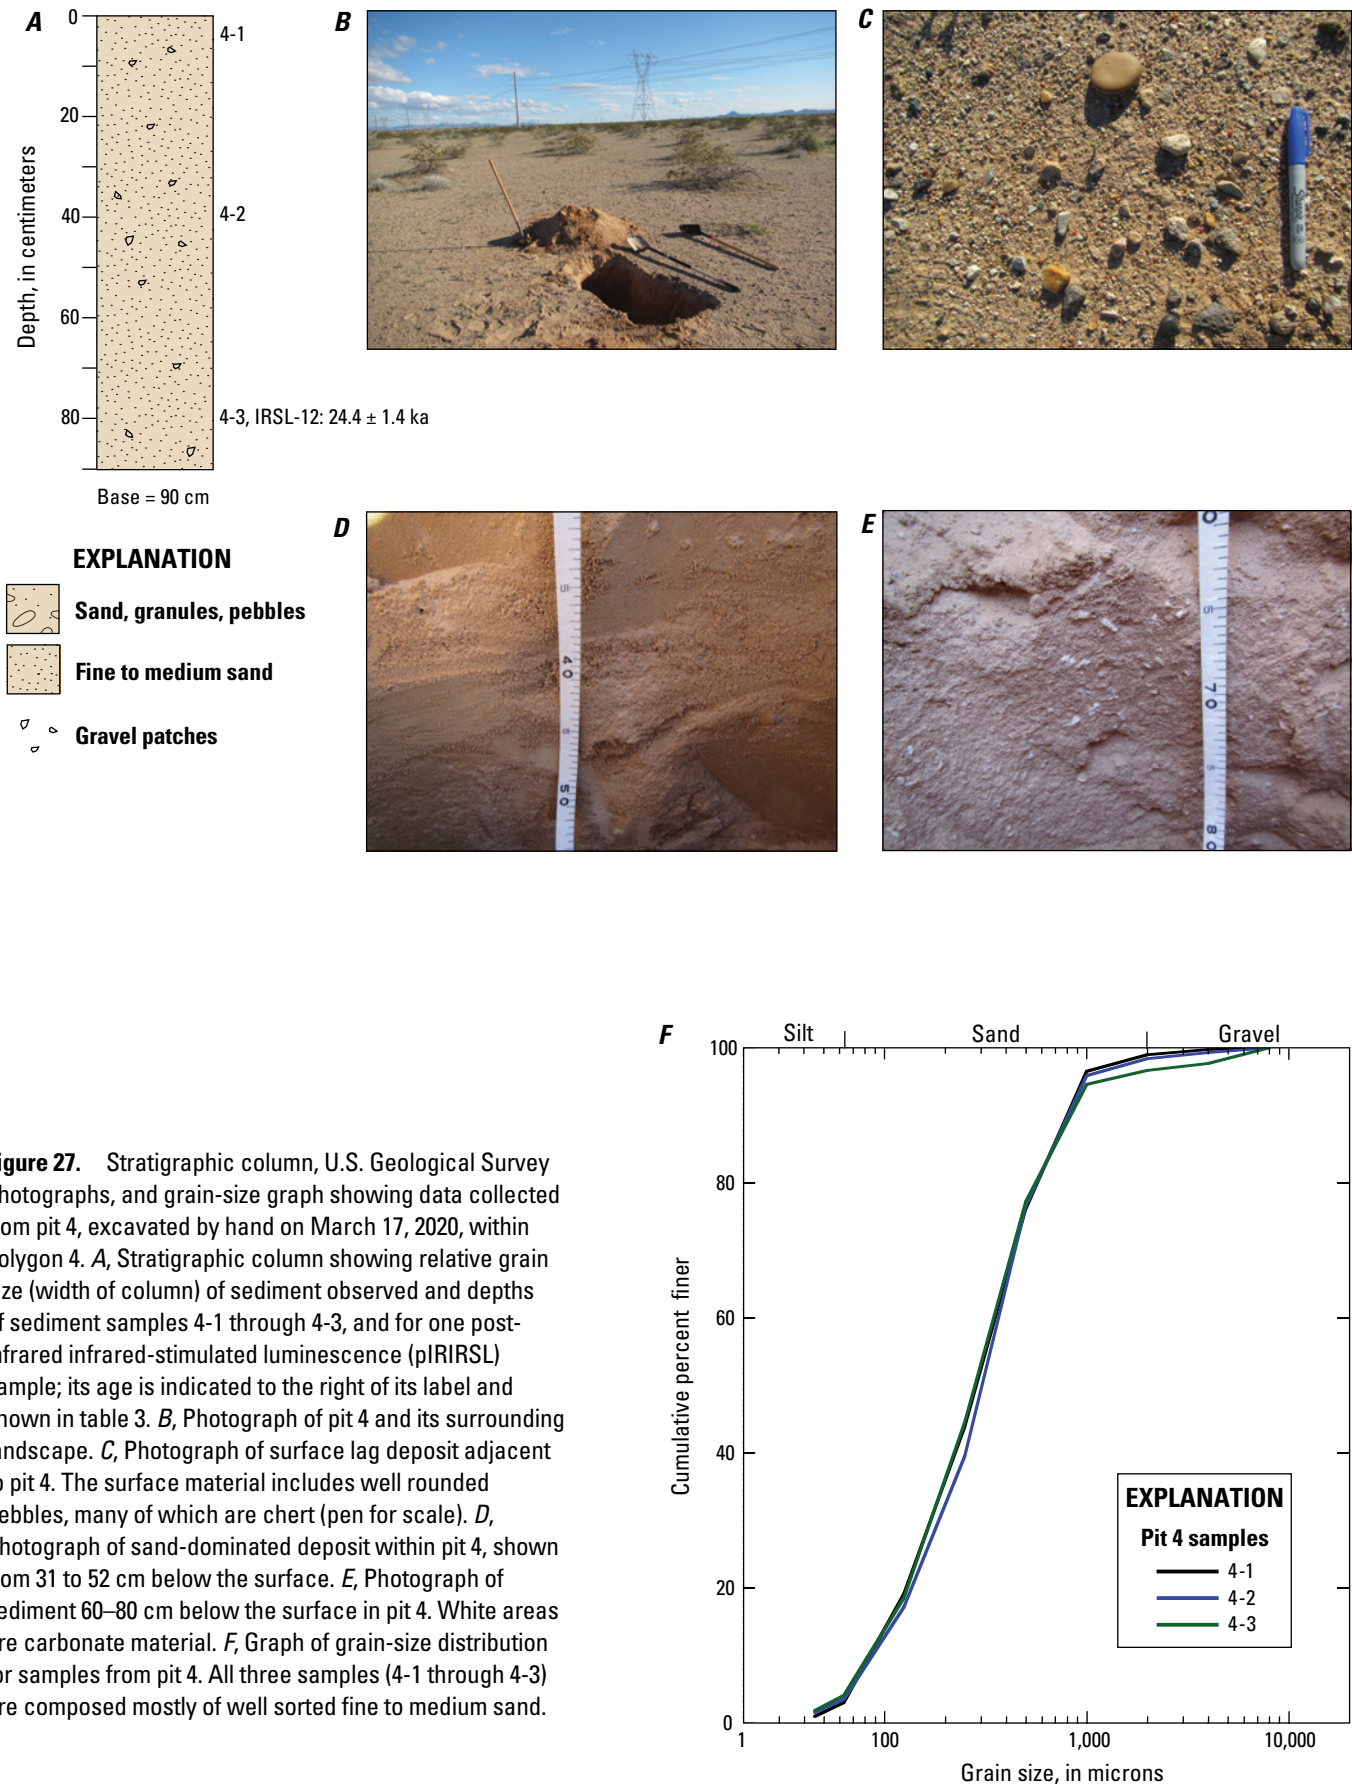 A
0
20
40
60
80
Depth, in centimeters
4-1
4-2
4-3, IRSL-12: 24.4 ± 1.4 ka
Base = 90 cm
EXPLANATION
Sand, granules, pebbles
Fine to medium sand
Gravel patches
B
C
Sharpie
D
5
40
5
50
E
0
5
70
5
80
igure 27. Stratigraphic column, U.S. Geological Survey
hotographs, and grain-size graph showing data collected
om pit 4, excavated by hand on March 17, 2020, within
olygon 4. A, Stratigraphic column showing relative grain
ze (width of column) of sediment observed and depths
f sediment samples 4-1 through 4-3, and for one post-
nfrared infrared-stimulated luminescence (pIRIRSL)
ample; its age is indicated to the right of its label and
hown in table 3. B, Photograph of pit 4 and its surrounding
andscape. C, Photograph of surface lag deposit adjacent
o pit 4. The surface material includes well rounded
ebbles, many of which are chert (pen for scale). D,
hotograph of sand-dominated deposit within pit 4, shown
om 31 to 52 cm below the surface. E, Photograph of
ediment 60–80 cm below the surface in pit 4. White areas
re carbonate material. F, Graph of grain-size distribution
or samples from pit 4. All three samples (4-1 through 4-3)
re composed mostly of well sorted fine to medium sand.
F
Silt Sand Gravel
100
80
60
40
20
0
Cumulative percent finer
1 100 1,000 10,000
Grain size, in microns
EXPLANATION
Pit 4 samples
4-1
4-2
4-3